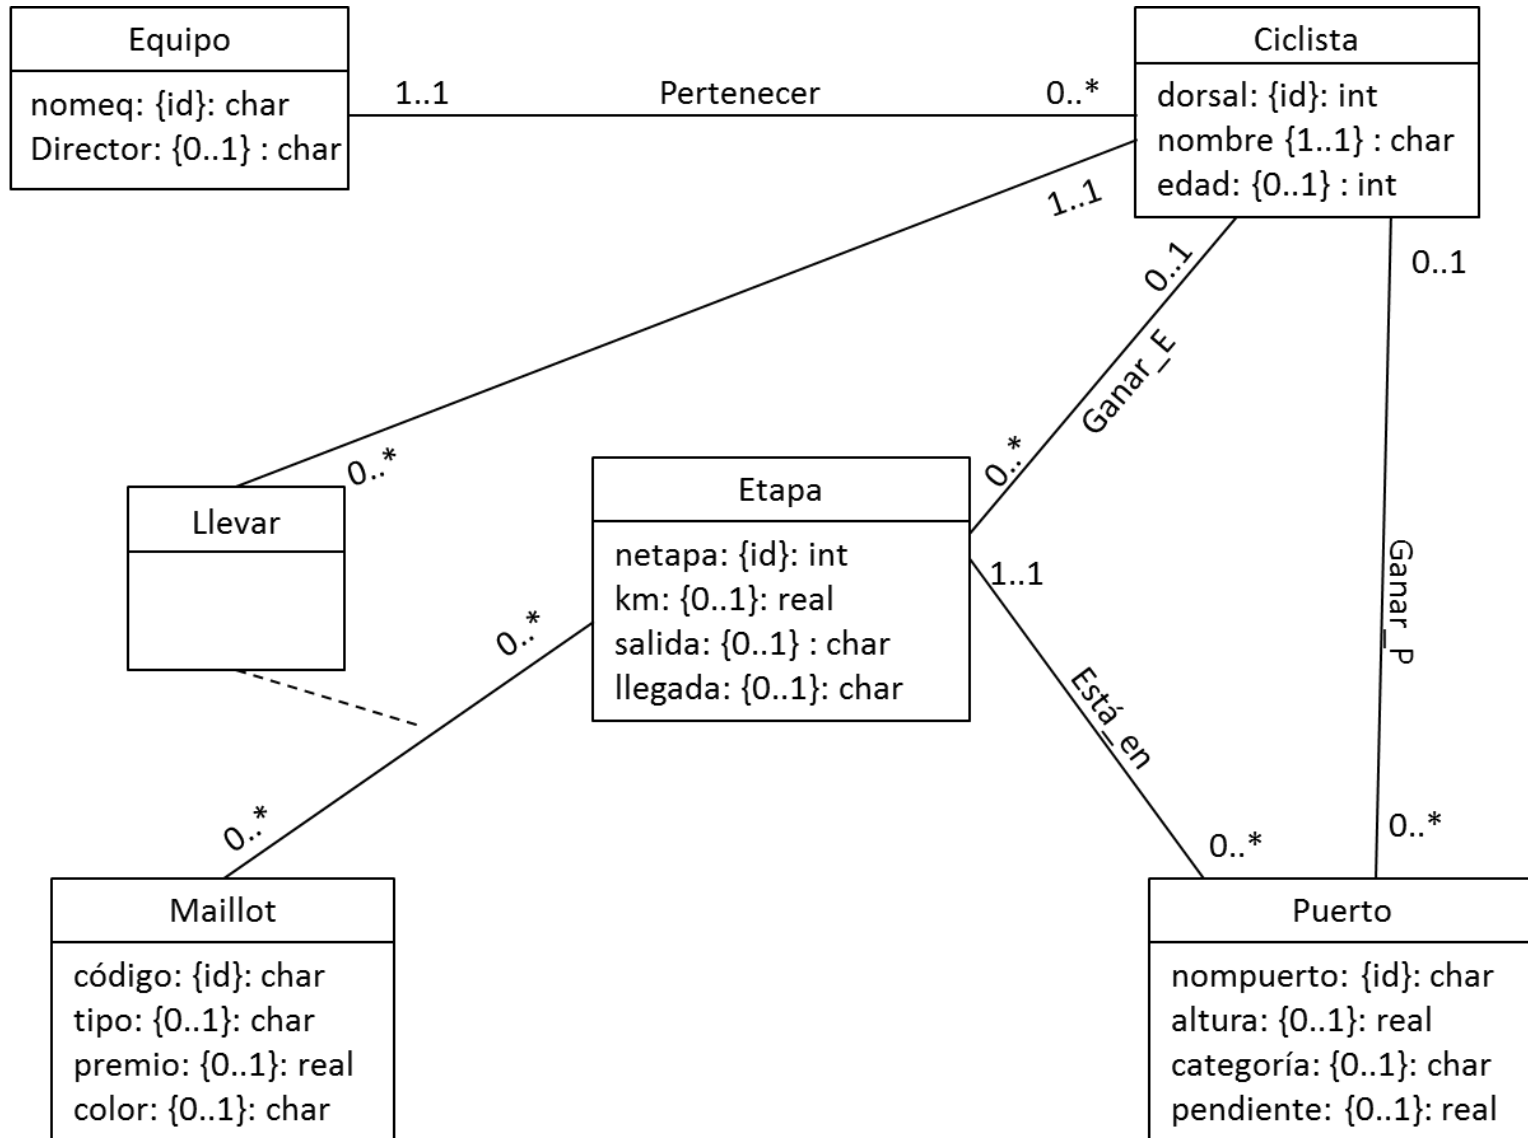 Equipo
nomeq: {id}: char
Director: {0..1} : char
1..1
Pertenecer
0..*
Ciclista
dorsal: {id}: int
nombre {1..1} : char
edad: {0..1} : int
1..1
0..1
0..1
Ganar_E
0..*
0..*
Llevar
Etapa
netapa: {id}: int
km: {0..1}: real
salida: {0..1} : char
llegada: {0..1}: char
1..1
Ganar_P
0..*
Está_en
0..*
0..*
0..*
Maillot
código: {id}: char
tipo: {0..1}: char
premio: {0..1}: real
color: {0..1}: char
Puerto
nompuerto: {id}: char
altura: {0..1}: real
categoría: {0..1}: char
pendiente: {0..1}: real